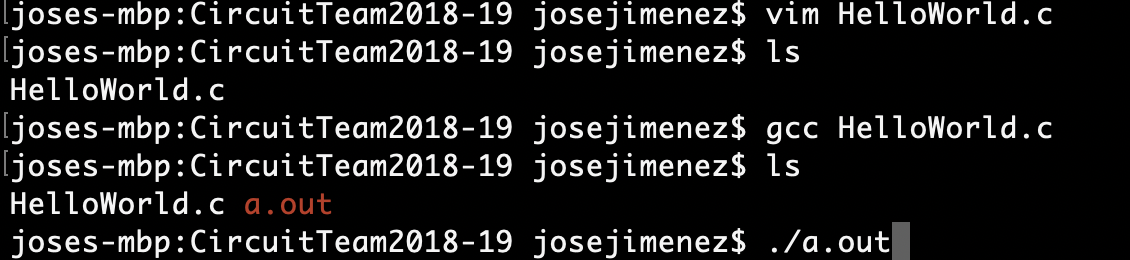 joses-mbp:CircuitTeam2018-19 josejimenez$ vim HelloWorld.c
[joses-mbp:CircuitTeam2018-19 josejimenez$ ls
HelloWorld.c
[joses-mbp:CircuitTeam2018-19 josejimenez$ gcc HelloWorld.c
[joses-mbp:CircuitTeam2018-19 josejimenez$ ls
HelloWorld.c a.out
joses-mbp:CircuitTeam2018-19 josejimenez$ ./a.out